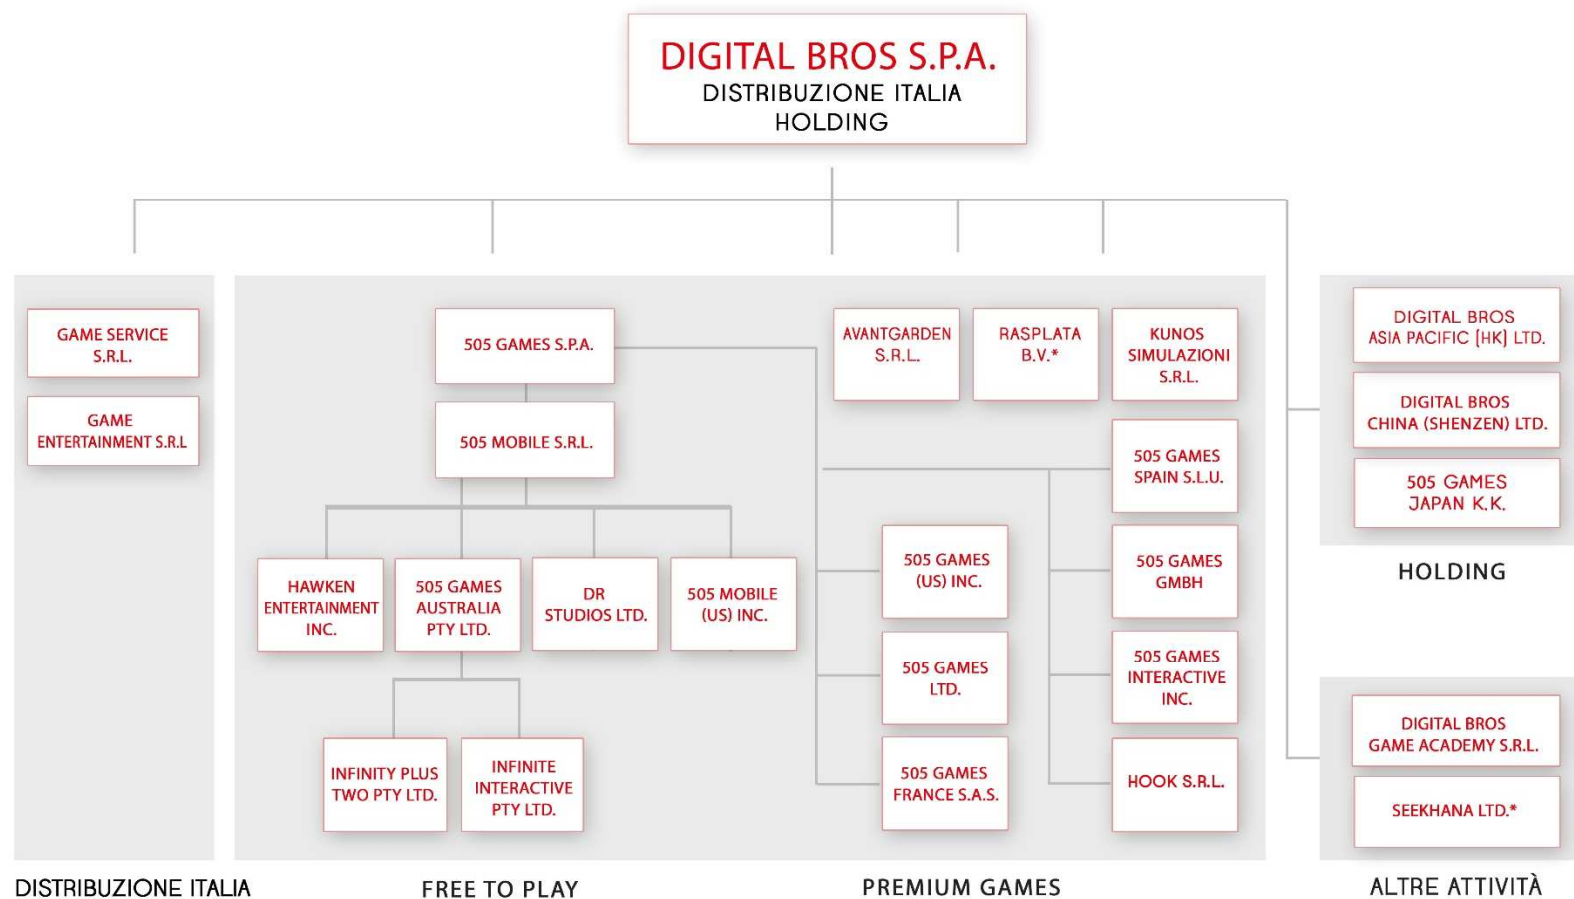 DIGITAL BROS S.P.A.
DISTRIBUZIONE ITALIA
HOLDING
GAME SERVICE
S.R.L.
GAME
ENTERTAINMENT S.R.L
DISTRIBUZIONE ITALIA
505 GAMES S.P.A.
505 MOBILE S.R.L.
HAWKEN
ENTERTAINMENT
INC.
505 GAMES
AUSTRALIA
PTY LTD.
DR
STUDIOS LTD.
505 MOBILE
(US) INC.
INFINITY PLUS
TWO PTY LTD.
INFINITE
INTERACTIVE
PTY LTD.
FREE TO PLAY
AVANTGARDEN
S.R.L.
RASPLATA
B.V.*
KUNOS
SIMULAZIONI
S.R.L.
505 GAMES
SPAIN S.L.U.
505 GAMES
(US) INC.
505 GAMES
GMBH
505 GAMES
LTD.
505 GAMES
INTERACTIVE
INC.
505 GAMES
FRANCE S.A.S.
HOOK S.R.L.
PREMIUM GAMES
DIGITAL BROS
ASIA PACIFIC (HK) LTD.
DIGITAL BROS
CHINA (SHENZEN) LTD.
505 GAMES
JAPAN K.K.
HOLDING
DIGITAL BROS
GAME ACADEMY S.R.L.
SEEKHANA LTD.*
ALTRE ATTIVITÀ